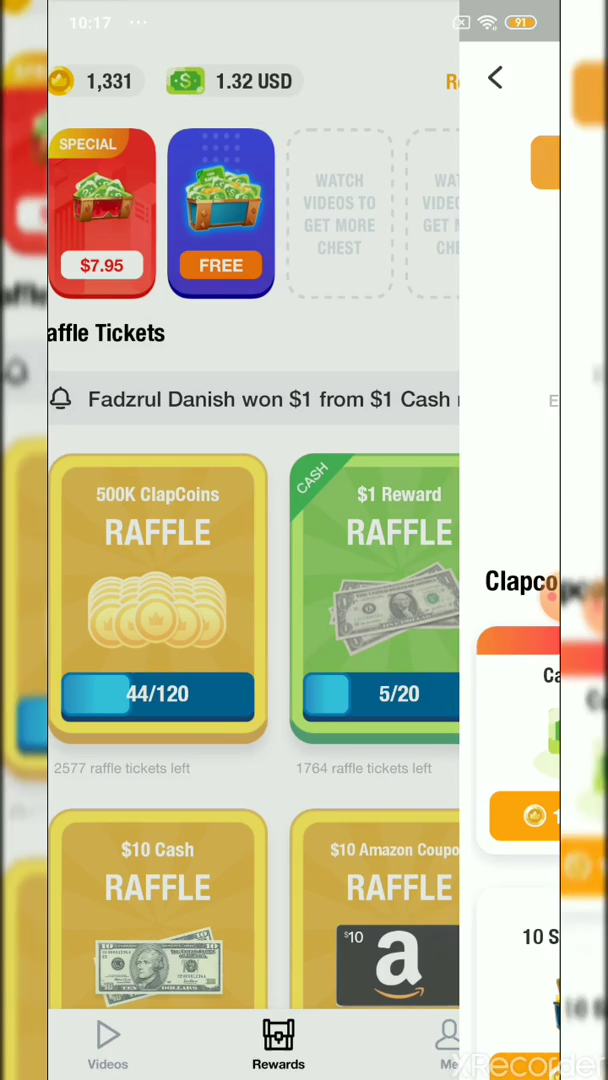 10:17 ...
91
1,331
1.32 USD
SPECIAL
$7.95
FREE
WATCH
VIDEOS TO
GET MORE
CHEST
affle Tickets
Fadzrul Danish won $1 from $1 Cash
500K ClapCoins
RAFFLE
44/120
2577 raffle tickets left
CASH
$1 Reward
RAFFLE
5/20
1764 raffle tickets left
$10 Cash
RAFFLE
$10 Amazon Coupo
RAFFLE
$10
a
Clapco
10 S
Videos
Rewards
Me
XRecorder